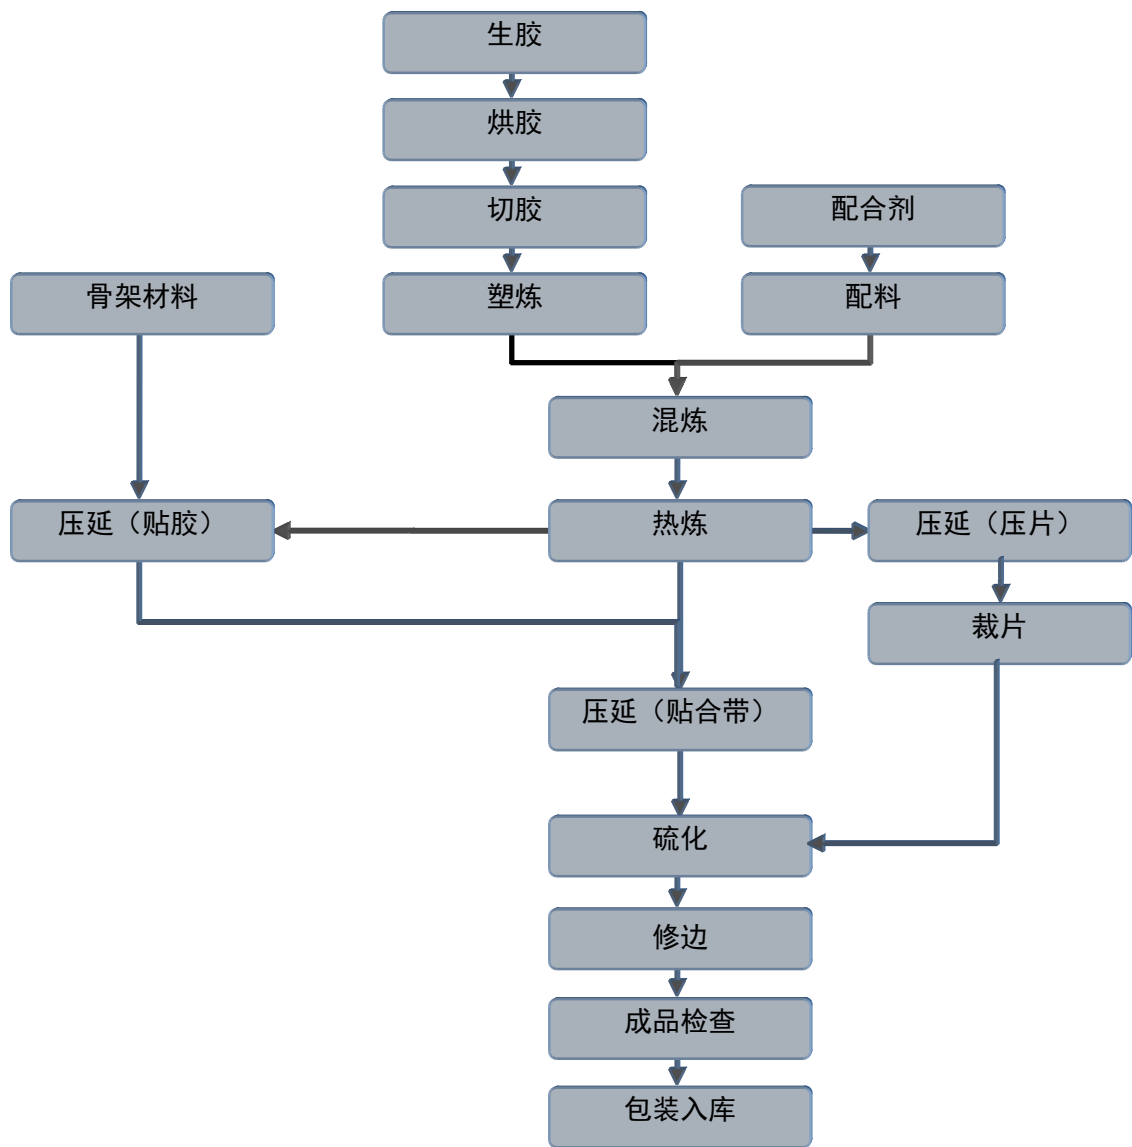 生胶
烘胶
切胶
配合剂
骨架材料
塑炼
配料
混炼
压延（贴胶）
热炼
压延（压片）
裁片
压延（贴合带）
硫化
修边
成品检查
包装入库